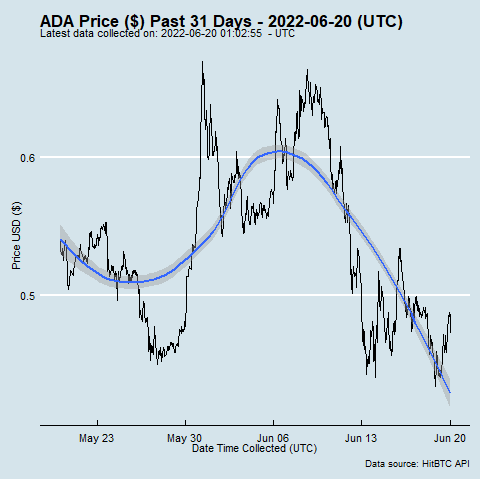 ADA Price ($) Past 31 Days - 2022-06-20 (UTC)
Latest data collected on: 2022-06-20 01:02:55 - UTC
0.6
Price USD ($)
0.5
May 23 May 30 Jun 06 Jun 13 Jun 20
Date Time Collected (UTC)
Data source: HitBTC API